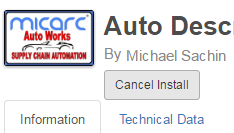 micarc
Auto Works
SUPPLY CHAIN AUTOMATION
Auto Desc
By Michael Sachin
Cancel Install
Information
Technical Data